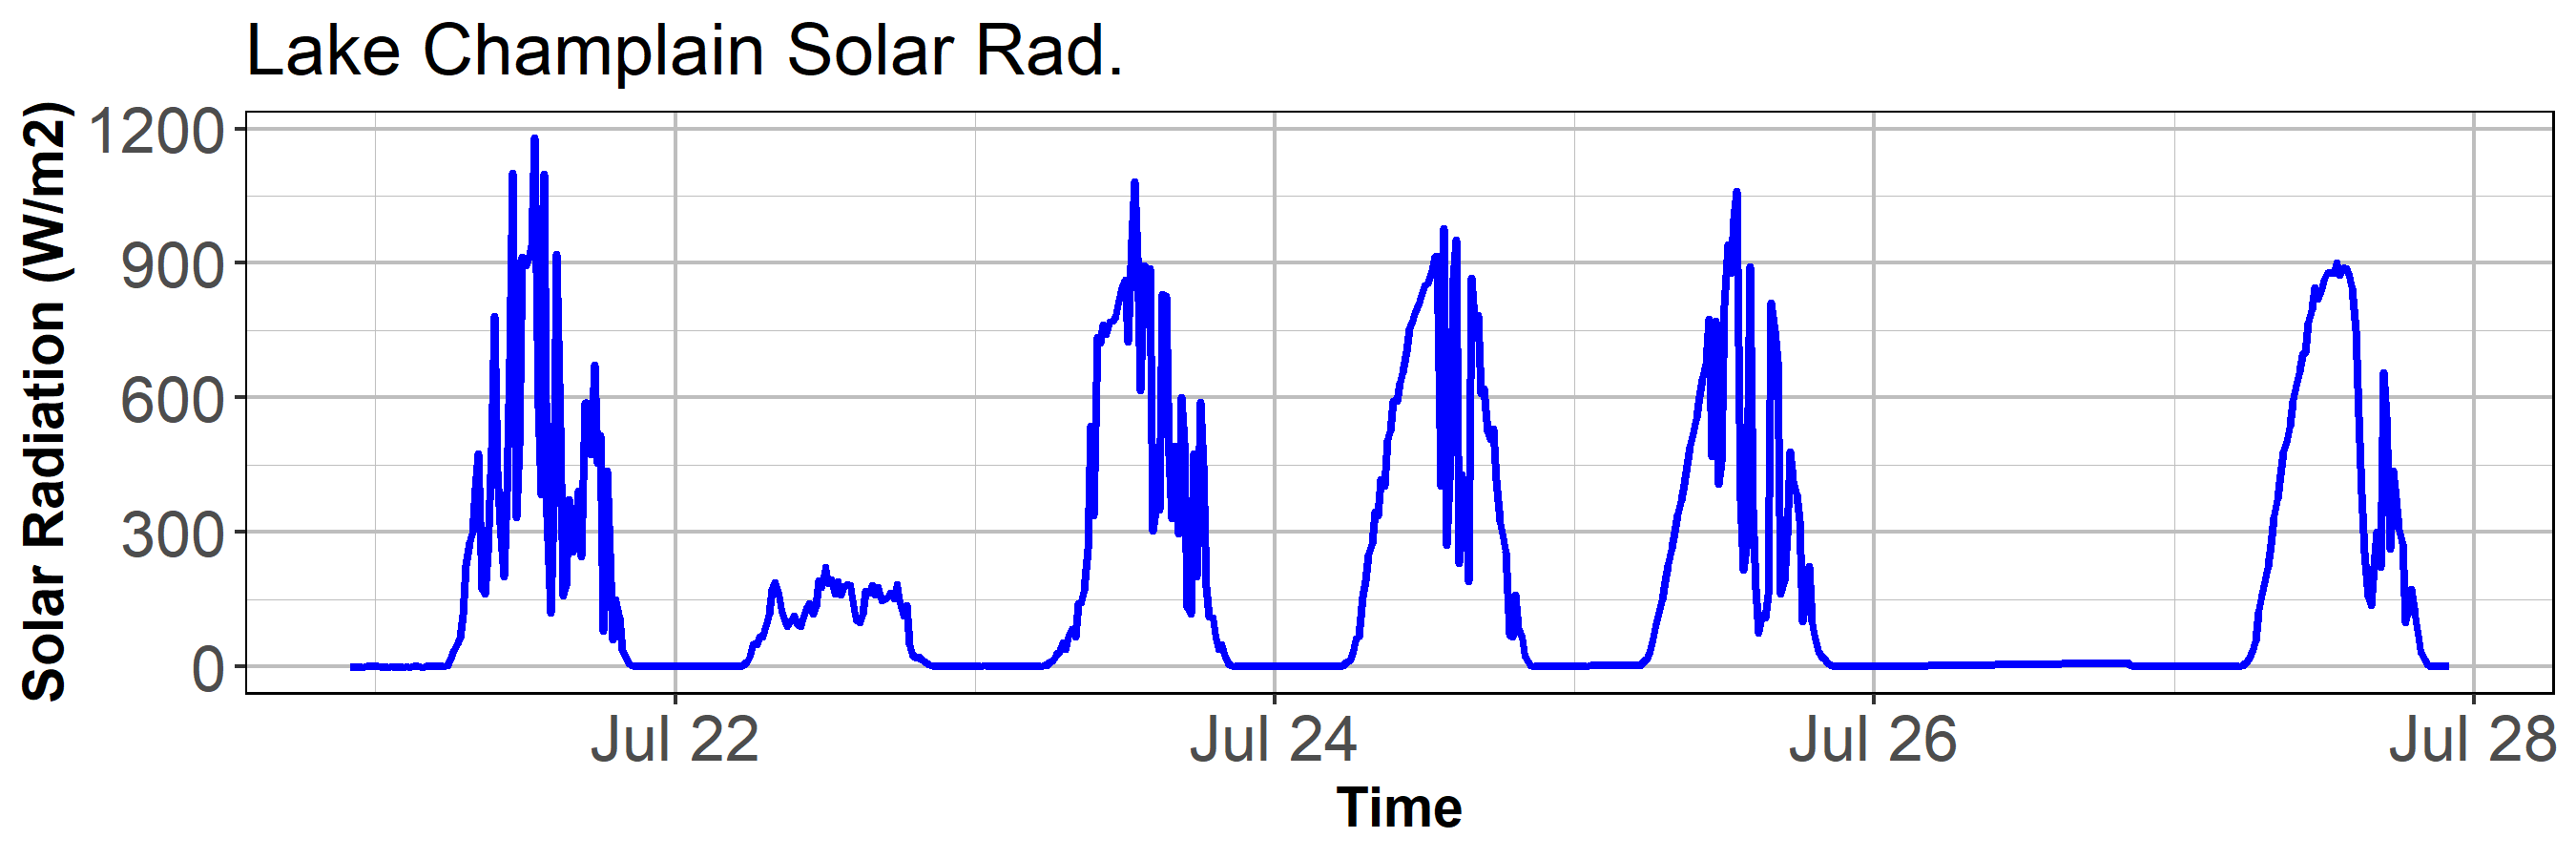 Lake Champlain Solar Rad.
Solar Radiation (W/m2)
1200
900
600
300
0
Jul 22 Jul 24 Jul 26 Jul 28
Time